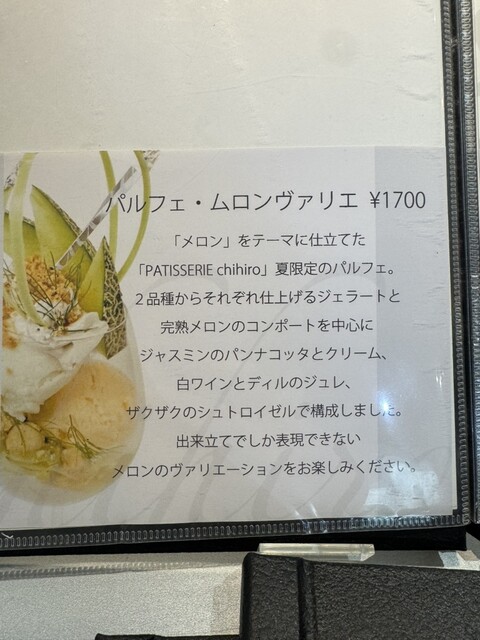 パルフェ・ムロンヴァリエ ¥1700
「メロン」をテーマに仕立てた
「PATISSERIE chihiro」夏限定のパルフェ。
２品種からそれぞれ仕上げるジェラートと
完熟メロンのコンポートを中心に
ジャスミンのパンナコッタとクリーム、
白ワインとディルのジュレ、
ザクザクのシュトロイゼルで構成しました。
出来立てでしか表現できない
メロンのヴァリエーションをお楽しみください。